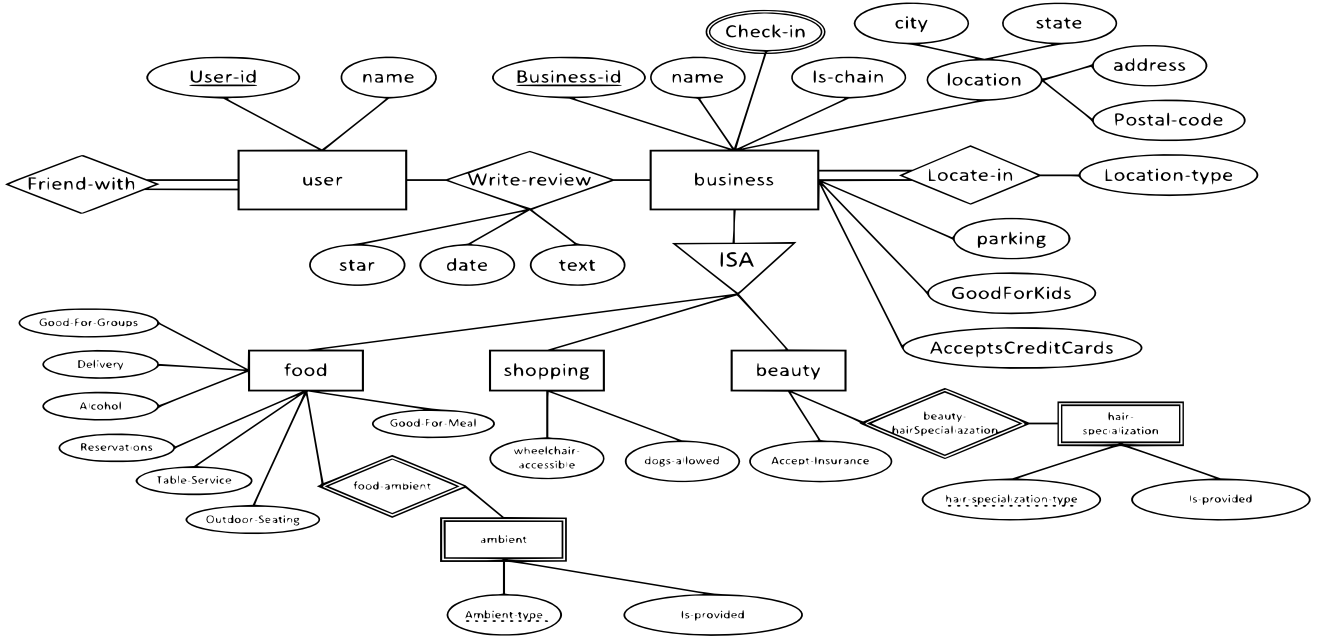 city
state
Check-in
User-id
name
Business-id
name
Is-chain
location
address
Postal-code
Friend-with
user
Write-review
business
Locate-in
Location-type
star
date
text
ISA
parking
GoodForKids
AcceptsCreditCards
Good-For-Groups
Delivery
Alcohol
Reservations
Table-Service
Outdoor-Seating
food
Good-For-Meal
shopping
beauty
wheelchair-
accessible
dogs-allowed
Accept-Insurance
beauty-
hairSpecialiazation
hair-
specialization
hair-specialization-type
Is-provided
food-ambient
ambient
Ambient-type
Is-provided